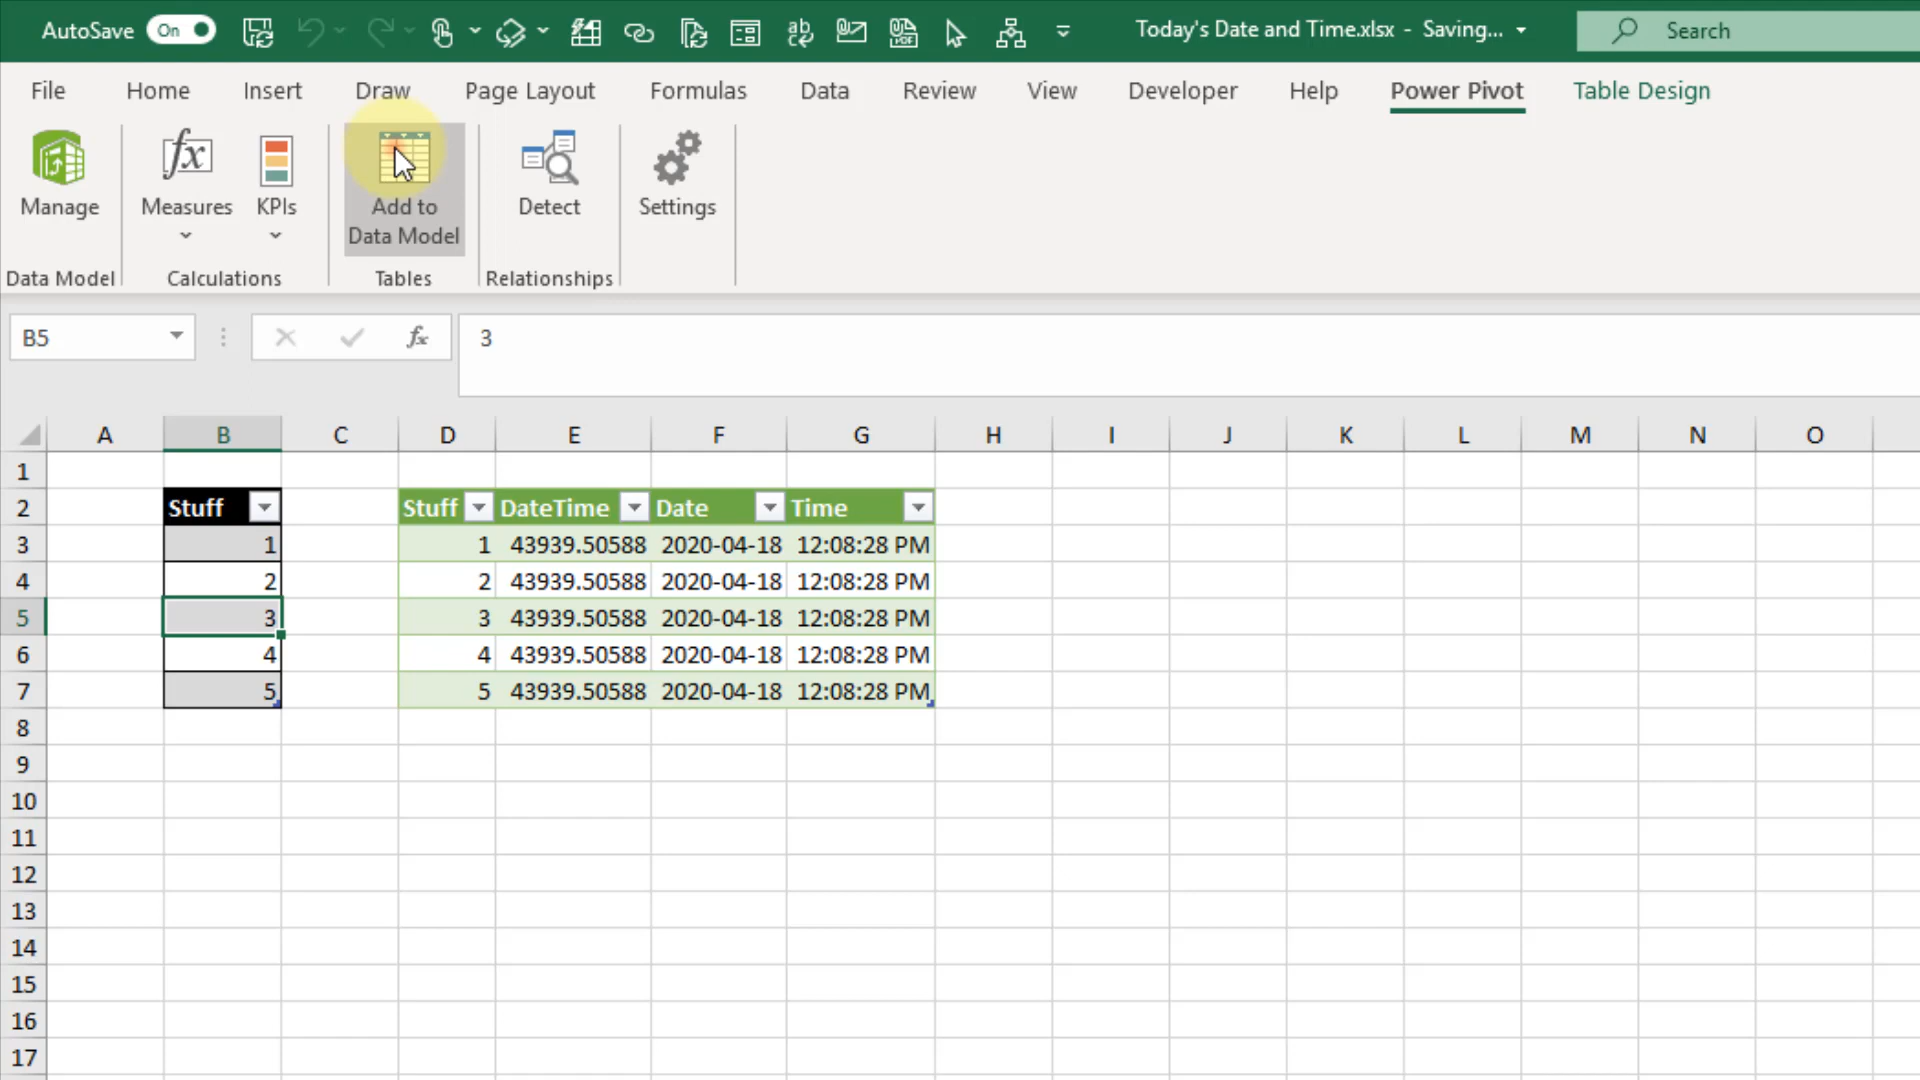 AutoSave On Today's Date and Time.xlsx - Saving... Search
File Home Insert Draw Page Layout Formulas Data Review View Developer Help Power Pivot Table Design
Manage Measures KPIs Add to Data Model Detect Settings
Data Model Calculations Tables Relationships
B5 fx 3
A B C D E F G H I J K L M N O
1
2 Stuff Stuff DateTime Date Time
3 1 1 43939.50588 2020-04-18 12:08:28 PM
4 2 2 43939.50588 2020-04-18 12:08:28 PM
5 3 3 43939.50588 2020-04-18 12:08:28 PM
6 4 4 43939.50588 2020-04-18 12:08:28 PM
7 5 5 43939.50588 2020-04-18 12:08:28 PM
8
9
10
11
12
13
14
15
16
17